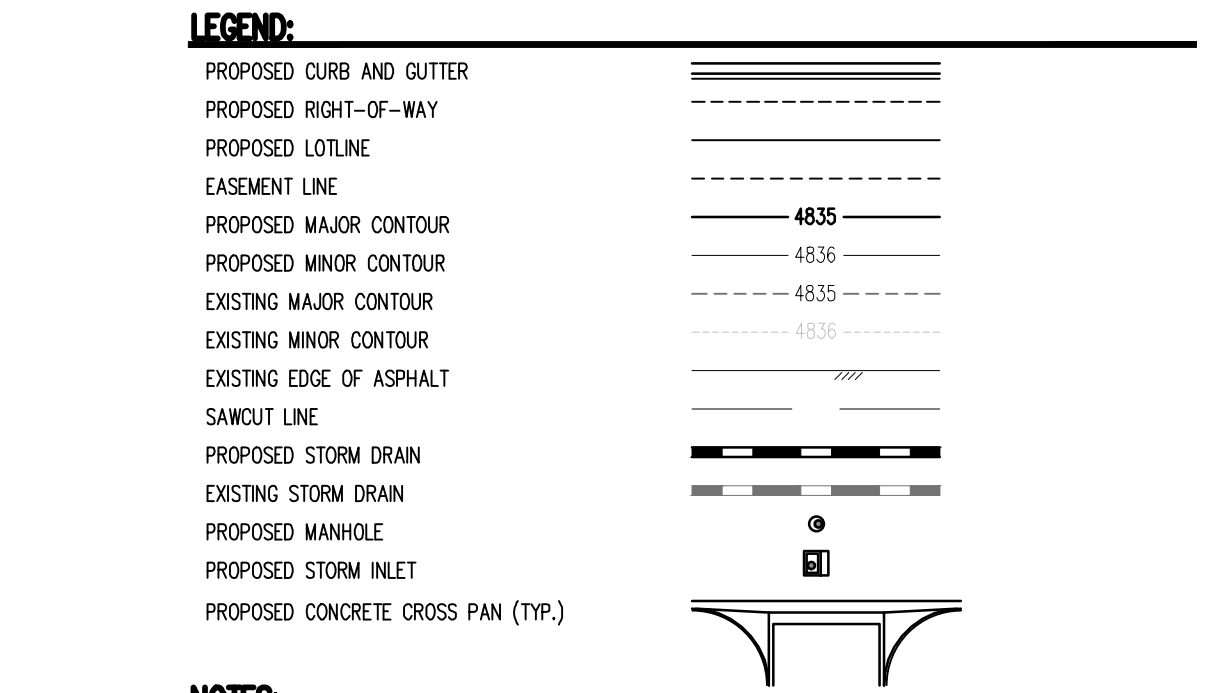 LEGEND:
PROPOSED CURB AND GUTTER
PROPOSED RIGHT-OF-WAY
PROPOSED LOTLINE
EASEMENT LINE
PROPOSED MAJOR CONTOUR 4835
PROPOSED MINOR CONTOUR 4836
EXISTING MAJOR CONTOUR 4835
EXISTING MINOR CONTOUR 4836
EXISTING EDGE OF ASPHALT
SAWCUT LINE
PROPOSED STORM DRAIN
EXISTING STORM DRAIN
PROPOSED MANHOLE
PROPOSED STORM INLET
PROPOSED CONCRETE CROSS PAN (TYP.)
NOTES: